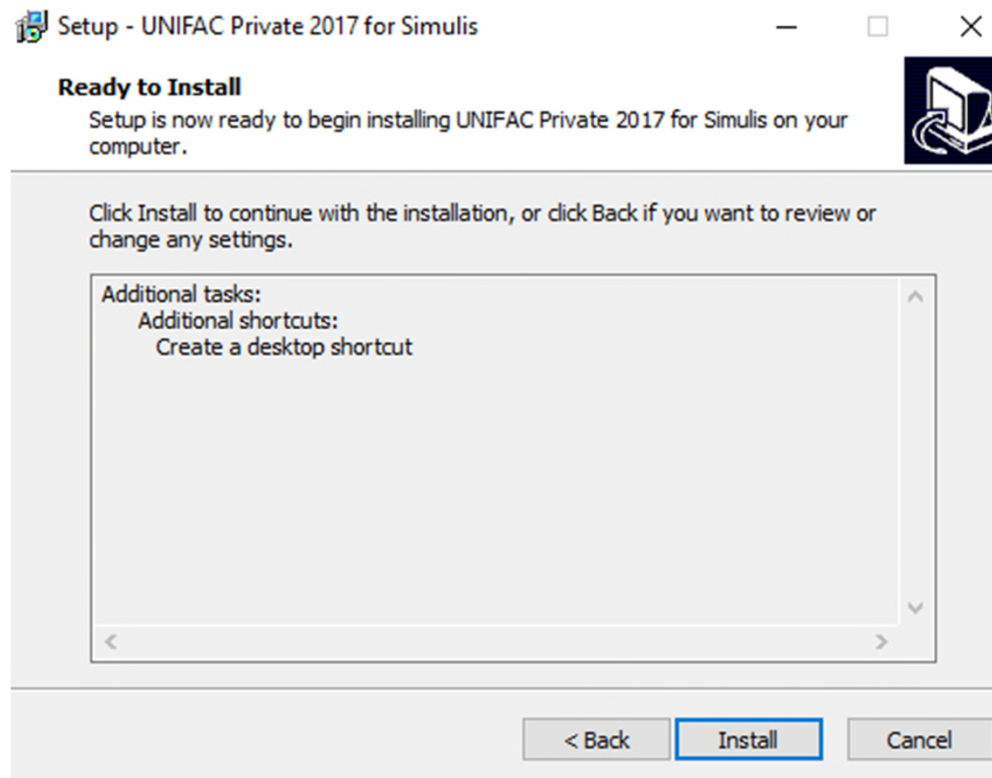 Setup - UNIFAC Private 2017 for Simulis
Ready to Install
Setup is now ready to begin installing UNIFAC Private 2017 for Simulis on your
computer.
Click Install to continue with the installation, or click Back if you want to review or
change any settings.
Additional tasks:
Additional shortcuts:
Create a desktop shortcut
< Back
Install
Cancel